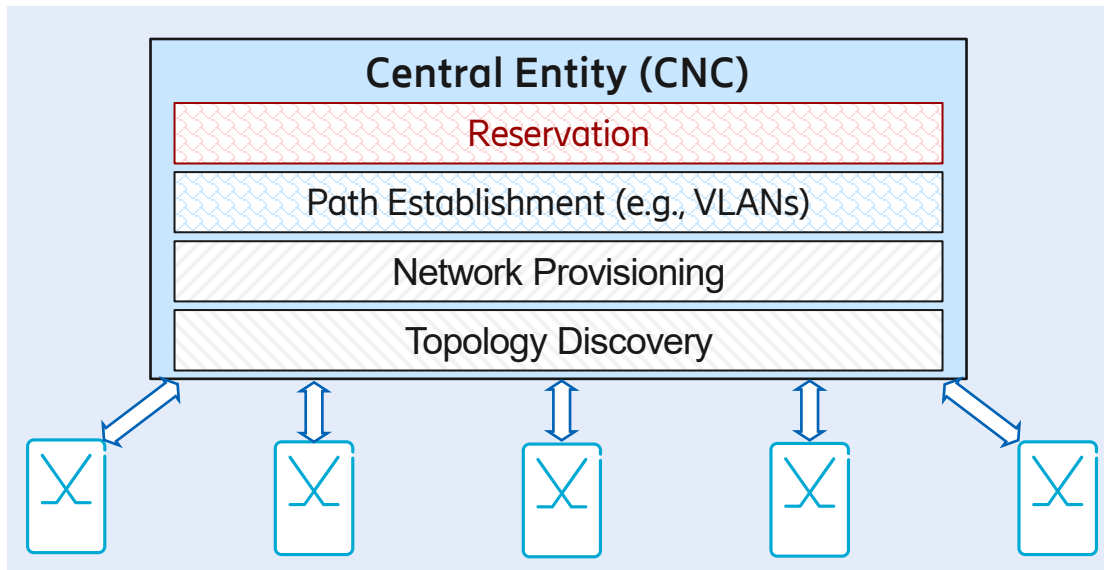 Central Entity (CNC)
Reservation
Path Establishment (e.g., VLANs)
Network Provisioning
Topology Discovery